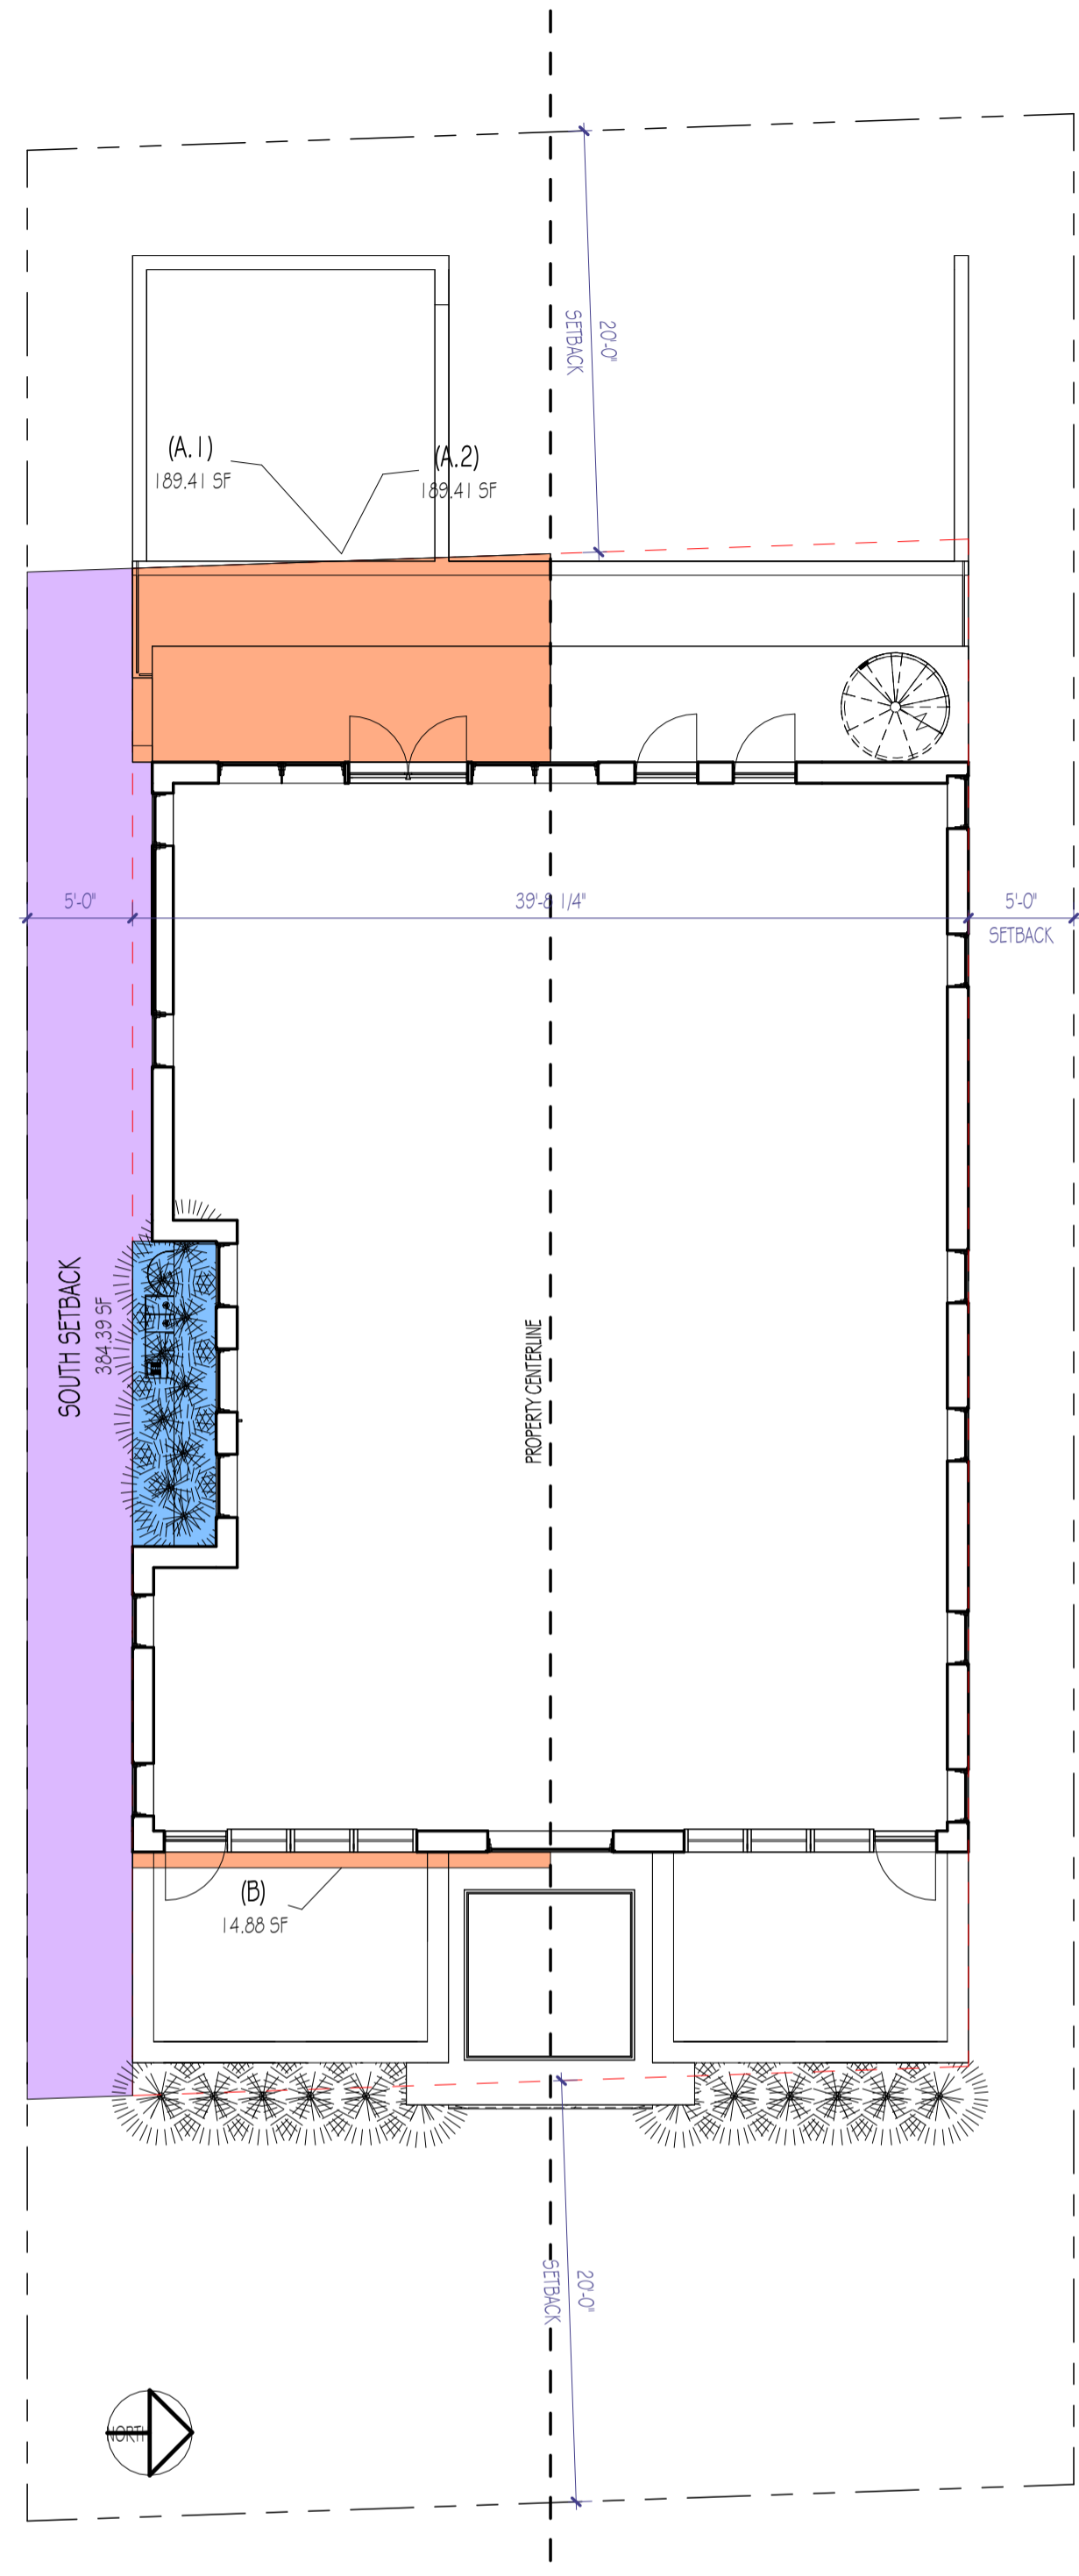 20'-0"
SETBACK
(A.1)
189.41 SF
(A.2)
189.41 SF
5'-0"
39'-8 1/4"
5'-0"
SETBACK
SOUTH SETBACK
384.39 SF
PROPERTY CENTERLINE
(B)
14.88 SF
20'-0"
SETBACK
NORTH